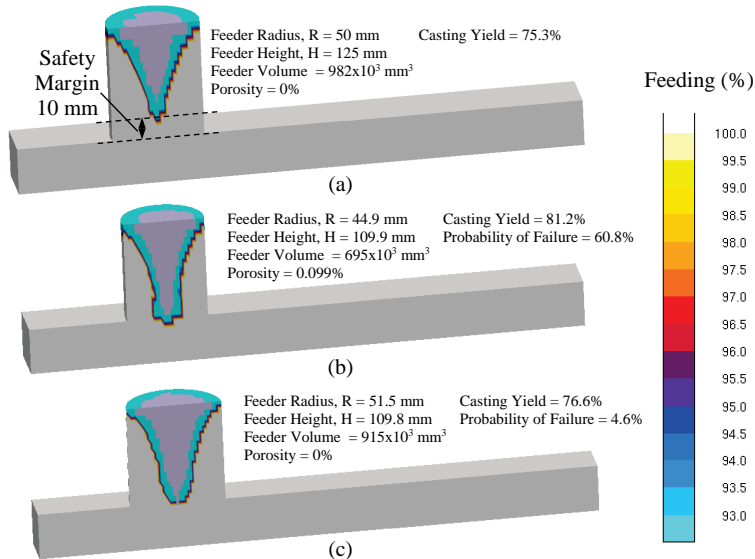 Feeder Radius, R = 50 mm Casting Yield = 75.3%
Feeder Height, H = 125 mm
Feeder Volume = 982x10³ mm³
Porosity = 0%
Safety
Margin
10 mm
(a)
Feeder Radius, R = 44.9 mm Casting Yield = 81.2%
Feeder Height, H = 109.9 mm Probability of Failure = 60.8%
Feeder Volume = 695x10³ mm³
Porosity = 0.099%
(b)
Feeder Radius, R = 51.5 mm Casting Yield = 76.6%
Feeder Height, H = 109.8 mm Probability of Failure = 4.6%
Feeder Volume = 915x10³ mm³
Porosity = 0%
(c)
Feeding (%)
100.0
99.5
99.0
98.5
98.0
97.5
97.0
96.5
96.0
95.5
95.0
94.5
94.0
93.5
93.0